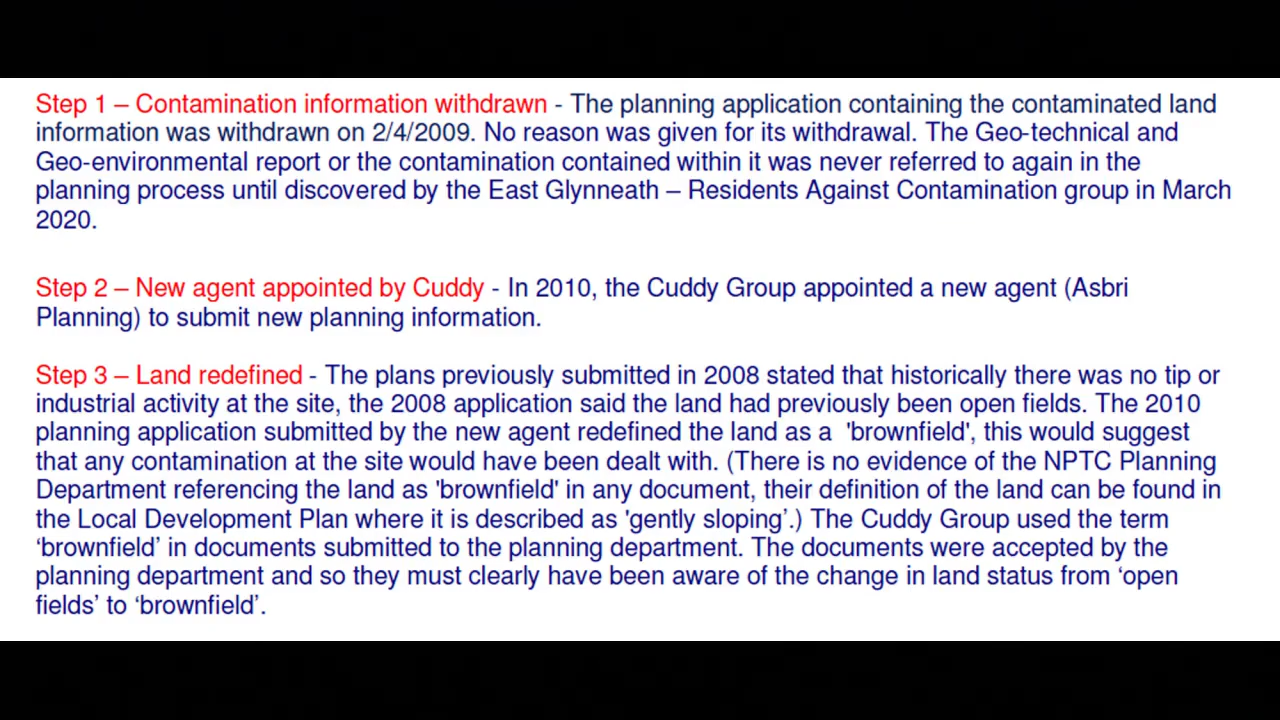 Step 1 – Contamination information withdrawn - The planning application containing the contaminated land
information was withdrawn on 2/4/2009. No reason was given for its withdrawal. The Geo-technical and
Geo-environmental report or the contamination contained within it was never referred to again in the
planning process until discovered by the East Glynneath – Residents Against Contamination group in March
2020.
Step 2 – New agent appointed by Cuddy - In 2010, the Cuddy Group appointed a new agent (Asbri
Planning) to submit new planning information.
Step 3 – Land redefined - The plans previously submitted in 2008 stated that historically there was no tip or
industrial activity at the site, the 2008 application said the land had previously been open fields. The 2010
planning application submitted by the new agent redefined the land as a  'brownfield', this would suggest
that any contamination at the site would have been dealt with. (There is no evidence of the NPTC Planning
Department referencing the land as 'brownfield' in any document, their definition of the land can be found in
the Local Development Plan where it is described as 'gently sloping’.) The Cuddy Group used the term
‘brownfield’ in documents submitted to the planning department. The documents were accepted by the
planning department and so they must clearly have been aware of the change in land status from ‘open
fields’ to ‘brownfield’.